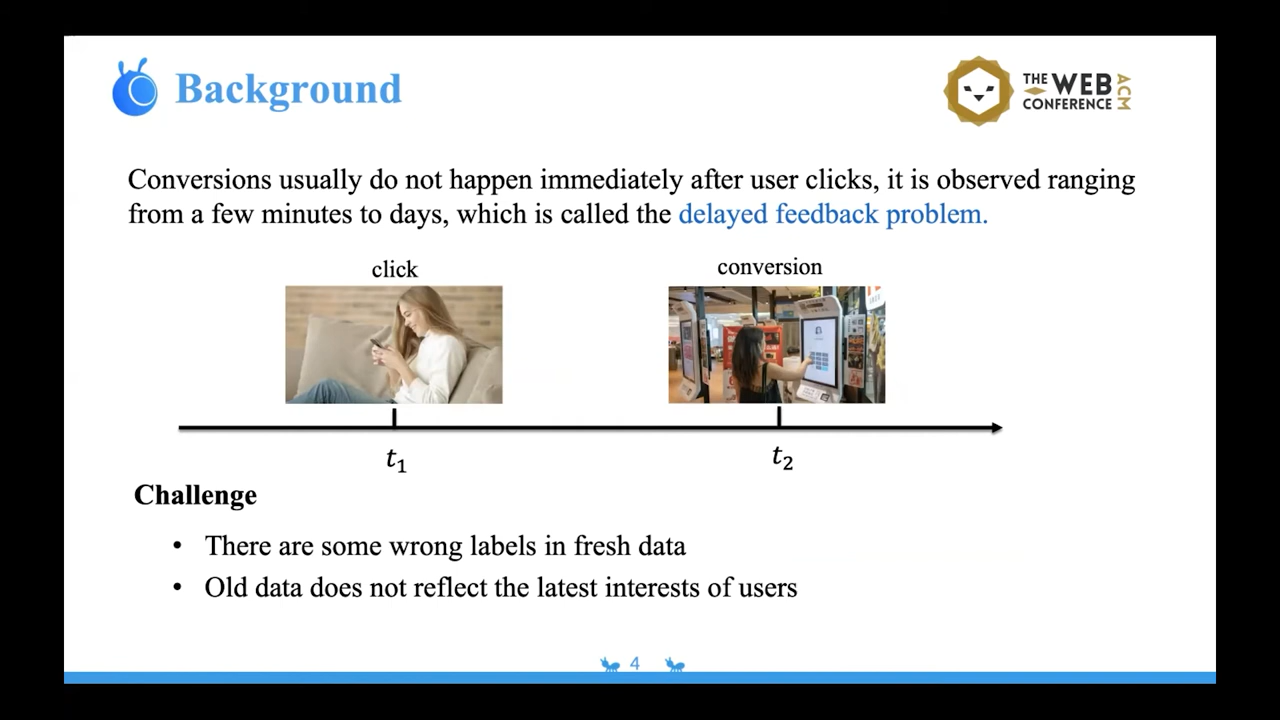 Background
THE WEB CONFERENCE ACM
Conversions usually do not happen immediately after user clicks, it is observed ranging
from a few minutes to days, which is called the delayed feedback problem.
click
conversion
t₁
t₂
Challenge
• There are some wrong labels in fresh data
• Old data does not reflect the latest interests of users
4